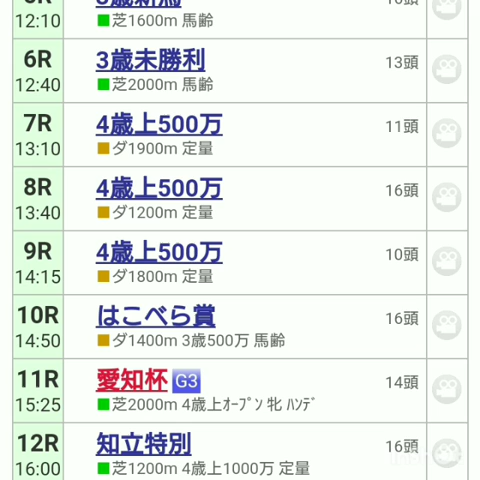 12:10
芝1600m 馬齢
6R 3歳未勝利 13頭
12:40 芝2000m 馬齢
7R 4歳上500万 11頭
13:10 ダ1900m 定量
8R 4歳上500万 16頭
13:40 ダ1200m 定量
9R 4歳上500万 10頭
14:15 ダ1800m 定量
10R はこべら賞 16頭
14:50 ダ1400m 3歳500万 馬齢
11R 愛知杯 G3 14頭
15:25 芝2000m 4歳上ｵｰﾌﾟﾝ 牝 ﾊﾝﾃﾞ
12R 知立特別 16頭
16:00 芝1200m 4歳上1000万 定量